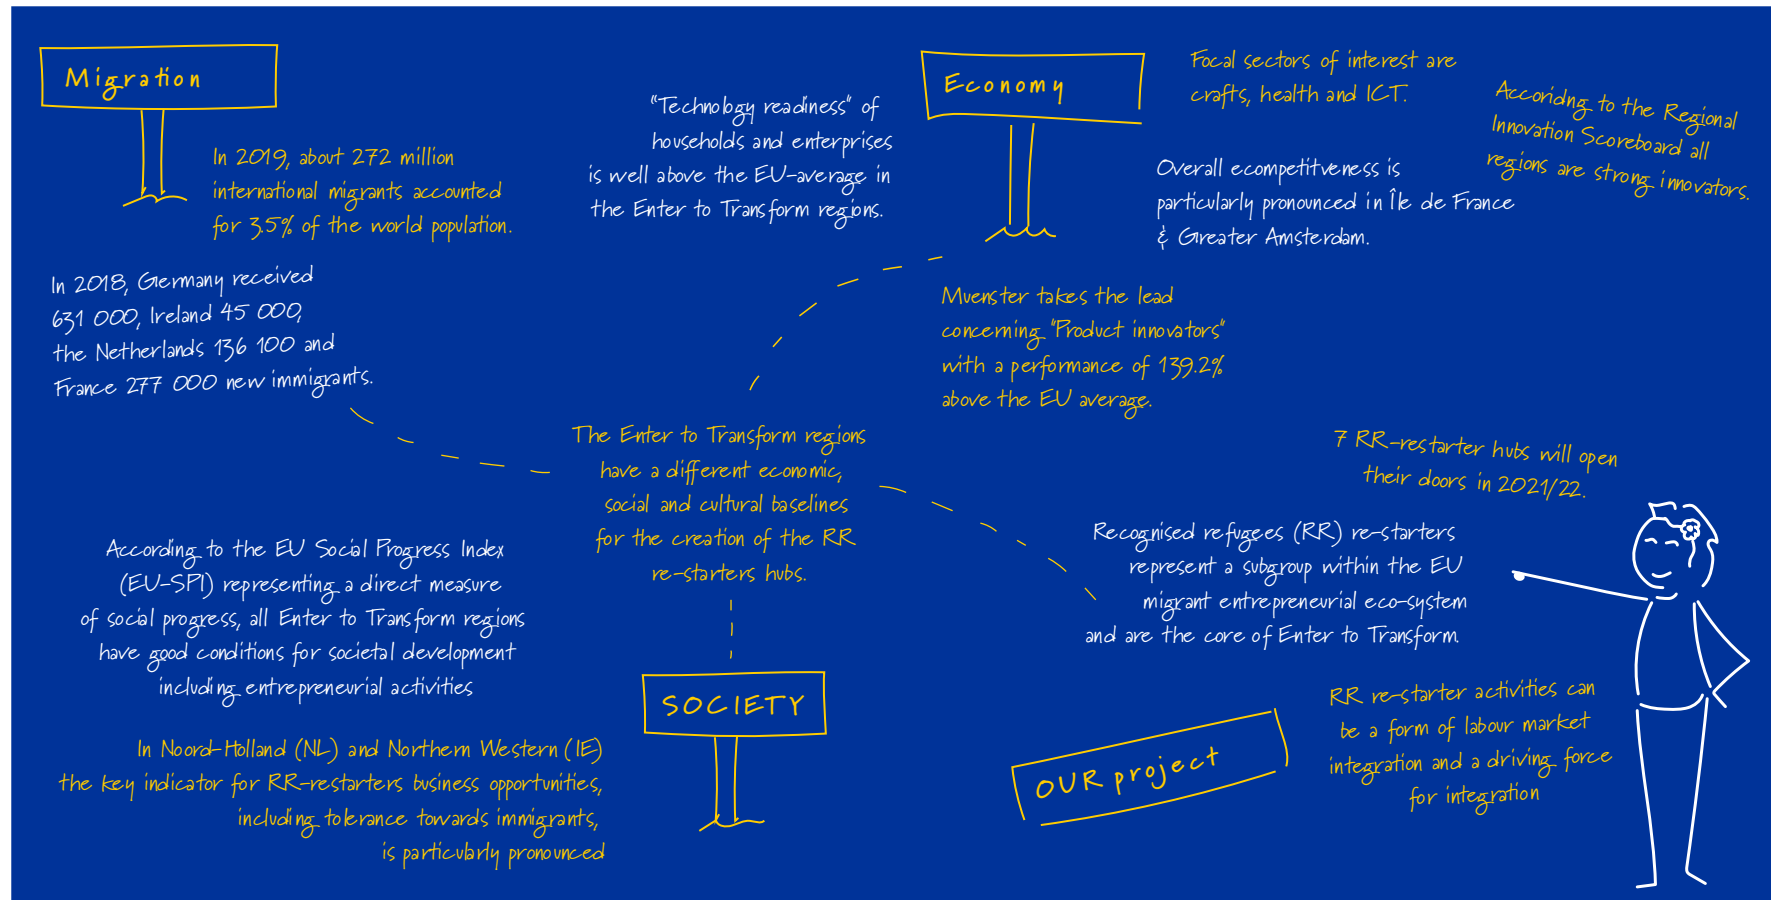 Migration
In 2019, about 272 million
international migrants accounted
for 3.5% of the world population.
In 2018, Germany received
631 000, Ireland 45 000,
the Netherlands 136 100 and
France 277 000 new immigrants.
"Technology readiness" of
households and enterprises
is well above the EU-average in
the Enter to Transform regions.
Economy
Focal sectors of interest are
crafts, health and ICT.
Accoridng to the Regional
Innovation Scoreboard all
regions are strong innovators.
Overall ecompetitveness is
particularly pronounced in Île de France
& Greater Amsterdam.
Muenster takes the lead
concerning "Product innovators"
with a performance of 139.2%
above the EU average.
The Enter to Transform regions
have a different economic,
social and cultural baselines
for the creation of the RR
re-starters hubs.
7 RR-restarter hubs will open
their doors in 2021/22.
Recognised refugees (RR) re-starters
represent a subgroup within the EU
migrant entrepreneurial eco-system
and are the core of Enter to Transform.
According to the EU Social Progress Index
(EU-SPI) representing a direct measure
of social progress, all Enter to Transform regions
have good conditions for societal development
including entrepreneurial activities
SOCIETY
In Noord-Holland (NL) and Northern Western (IE)
the key indicator for RR-restarters business opportunities,
including tolerance towards immigrants,
is particularly pronounced
OUR project
RR re-starter activities can
be a form of labour market
integration and a driving force
for integration